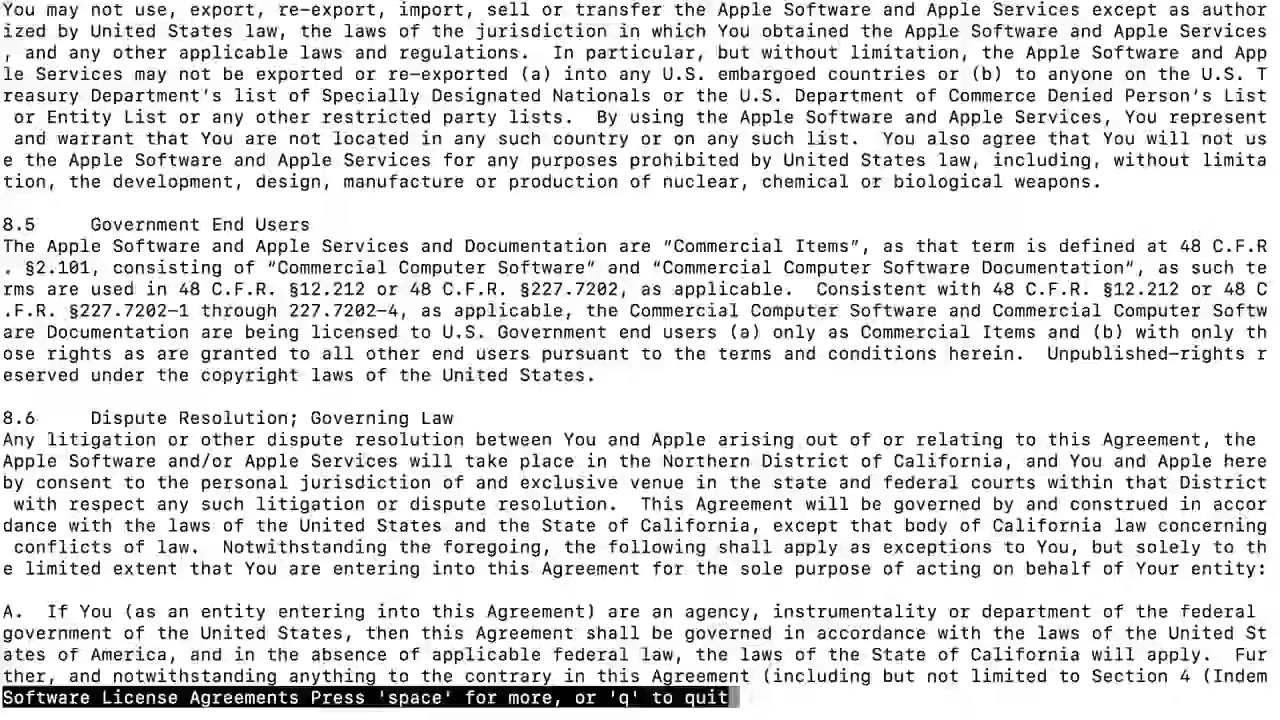 You may not use, export, re-export, import, sell or transfer the Apple Software and Apple Services except as author
ized by United States law, the laws of the jurisdiction in which You obtained the Apple Software and Apple Services
, and any other applicable laws and regulations.  In particular, but without limitation, the Apple Software and App
le Services may not be exported or re-exported (a) into any U.S. embargoed countries or (b) to anyone on the U.S. T
reasury Department's list of Specially Designated Nationals or the U.S. Department of Commerce Denied Person's List
 or Entity List or any other restricted party lists.  By using the Apple Software and Apple Services, You represent
 and warrant that You are not located in any such country or on any such list.  You also agree that You will not us
e the Apple Software and Apple Services for any purposes prohibited by United States law, including, without limita
tion, the development, design, manufacture or production of nuclear, chemical or biological weapons.

8.5     Government End Users
The Apple Software and Apple Services and Documentation are "Commercial Items", as that term is defined at 48 C.F.R
. §2.101, consisting of "Commercial Computer Software" and "Commercial Computer Software Documentation", as such te
rms are used in 48 C.F.R. §12.212 or 48 C.F.R. §227.7202, as applicable.  Consistent with 48 C.F.R. §12.212 or 48 C
.F.R. §227.7202-1 through 227.7202-4, as applicable, the Commercial Computer Software and Commercial Computer Softw
are Documentation are being licensed to U.S. Government end users (a) only as Commercial Items and (b) with only th
ose rights as are granted to all other end users pursuant to the terms and conditions herein.  Unpublished-rights r
eserved under the copyright laws of the United States.

8.6     Dispute Resolution; Governing Law
Any litigation or other dispute resolution between You and Apple arising out of or relating to this Agreement, the
Apple Software and/or Apple Services will take place in the Northern District of California, and You and Apple here
by consent to the personal jurisdiction of and exclusive venue in the state and federal courts within that District
 with respect any such litigation or dispute resolution.  This Agreement will be governed by and construed in accor
dance with the laws of the United States and the State of California, except that body of California law concerning
 conflicts of law.  Notwithstanding the foregoing, the following shall apply as exceptions to You, but solely to th
e limited extent that You are entering into this Agreement for the sole purpose of acting on behalf of Your entity:

A.  If You (as an entity entering into this Agreement) are an agency, instrumentality or department of the federal
government of the United States, then this Agreement shall be governed in accordance with the laws of the United St
ates of America, and in the absence of applicable federal law, the laws of the State of California will apply.  Fur
ther, and notwithstanding anything to the contrary in this Agreement (including but not limited to Section 4 (Indem
Software License Agreements Press 'space' for more, or 'q' to quit